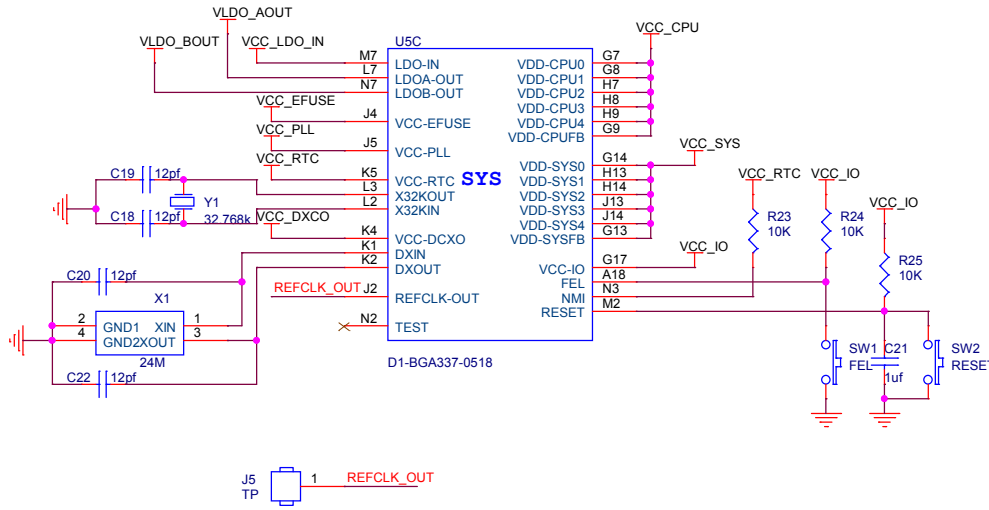 VLDO_AOUT
VLDO_BOUT
VCC_LDO_IN
VCC_EFUSE
VCC_PLL
VCC_RTC
VCC_DXCO
C19 12pf
C18 12pf
Y1
32.768k
C20 12pf
X1
2 GND1 XIN 1
4 GND2 XOUT 3
24M
C22 12pf
REFCLK_OUT
U5C
M7 LDO-IN
L7 LDOA-OUT
N7 LDOB-OUT
J4 VCC-EFUSE
J5 VCC-PLL
K5 VCC-RTC
L3 X32KOUT
L2 X32KIN
K4 VCC-DCXO
K1 DXIN
K2 DXOUT
J2 REFCLK-OUT
N2 TEST
SYS
VDD-CPU0 G7
VDD-CPU1 G8
VDD-CPU2 H7
VDD-CPU3 H8
VDD-CPU4 H9
VDD-CPUFB G9
VDD-SYS0 G14
VDD-SYS1 H13
VDD-SYS2 H14
VDD-SYS3 J13
VDD-SYS4 J14
VDD-SYSFB G13
VCC-IO G17
FEL A18
NMI N3
RESET M2
D1-BGA337-0518
VCC_CPU
VCC_SYS
VCC_IO
VCC_RTC
VCC_IO
VCC_IO
R23
10K
R24
10K
R25
10K
SW1
FEL
C21
1uf
SW2
RESET
J5
TP
1
REFCLK_OUT